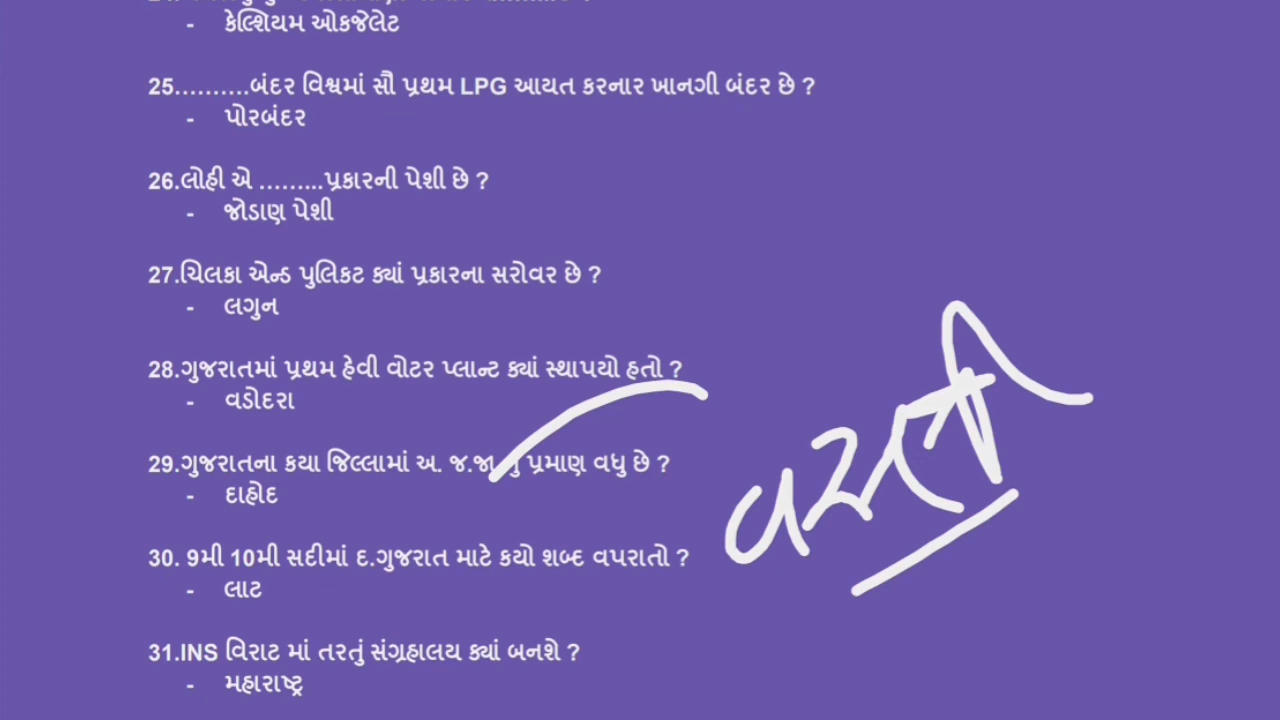 - કેલ્શિયમ ઓકજેલેટ
25..........બંદર વિશ્વમાં સૌ પ્રથમ LPG આયત કરનાર ખાનગી બંદર છે ?
- પોરબંદર
26.લોહી એ .........પ્રકારની પેશી છે ?
- જોડાણ પેશી
27.ચિલકા એન્ડ પુલિકટ ક્યાં પ્રકારના સરોવર છે ?
- લગુન
28.ગુજરાતમાં પ્રથમ હેવી વોટર પ્લાન્ટ ક્યાં સ્થાપયો હતો ?
- વડોદરા
29.ગુજરાતના કયા જિલ્લામાં અ. જ.જા નુ પ્રમાણ વધુ છે ?
- દાહોદ
વસ્તી
30. 9મી 10મી સદીમાં દ.ગુજરાત માટે કયો શબ્દ વપરાતો ?
- લાટ
31.INS વિરાટ માં તરતું સંગ્રહાલય ક્યાં બનશે ?
- મહારાષ્ટ્ર